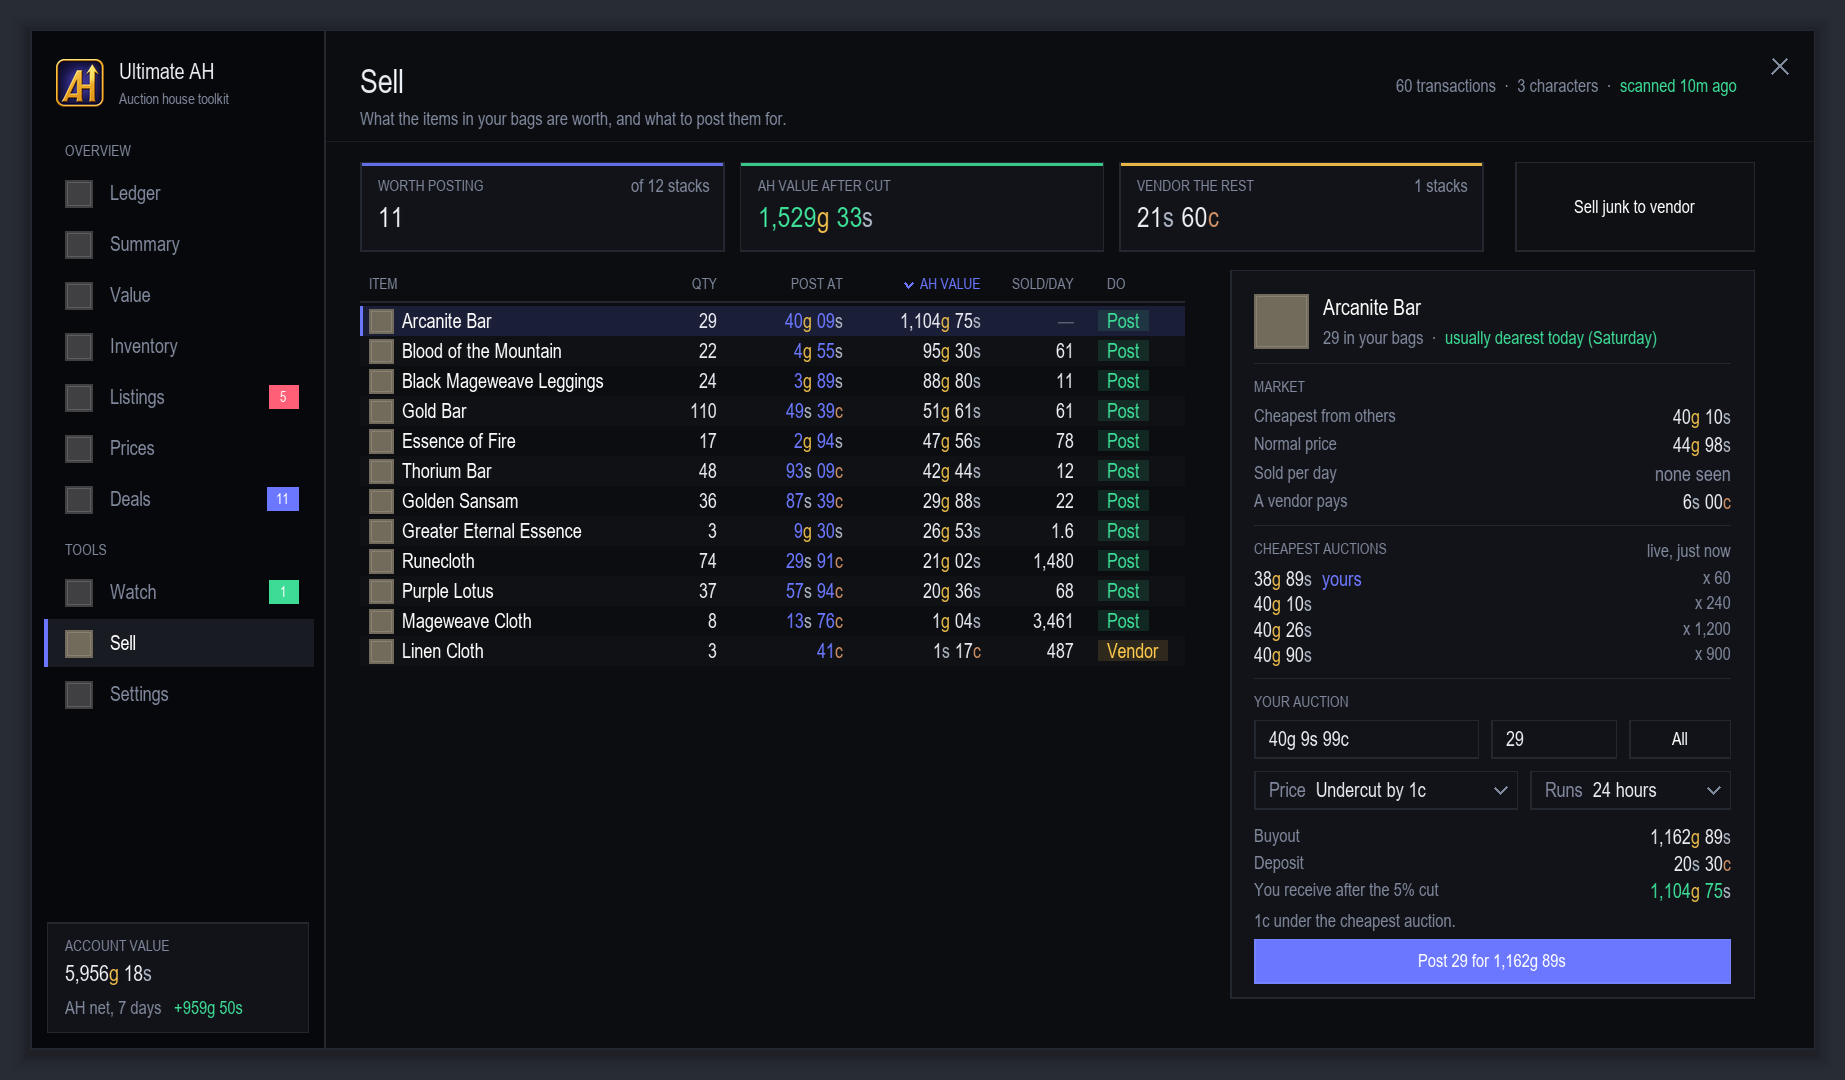 Ultimate AH
Auction house toolkit
OVERVIEW
Ledger
Summary
Value
Inventory
Listings 5
Prices
Deals 11
TOOLS
Watch 1
Sell
Settings
ACCOUNT VALUE
5,956g 18s
AH net, 7 days +959g 50s
Sell
What the items in your bags are worth, and what to post them for.
60 transactions · 3 characters · scanned 10m ago
WORTH POSTING of 12 stacks
11
AH VALUE AFTER CUT
1,529g 33s
VENDOR THE REST 1 stacks
21s 60c
Sell junk to vendor
ITEM QTY POST AT AH VALUE SOLD/DAY DO
Arcanite Bar 29 40g 09s 1,104g 75s — Post
Blood of the Mountain 22 4g 55s 95g 30s 61 Post
Black Mageweave Leggings 24 3g 89s 88g 80s 11 Post
Gold Bar 110 49s 39c 51g 61s 61 Post
Essence of Fire 17 2g 94s 47g 56s 78 Post
Thorium Bar 48 93s 09c 42g 44s 12 Post
Golden Sansam 36 87s 39c 29g 88s 22 Post
Greater Eternal Essence 3 9g 30s 26g 53s 1.6 Post
Runecloth 74 29s 91c 21g 02s 1,480 Post
Purple Lotus 37 57s 94c 20g 36s 68 Post
Mageweave Cloth 8 13s 76c 1g 04s 3,461 Post
Linen Cloth 3 41c 1s 17c 487 Vendor
Arcanite Bar
29 in your bags · usually dearest today (Saturday)
MARKET
Cheapest from others 40g 10s
Normal price 44g 98s
Sold per day none seen
A vendor pays 6s 00c
CHEAPEST AUCTIONS live, just now
38g 89s yours x 60
40g 10s x 240
40g 26s x 1,200
40g 90s x 900
YOUR AUCTION
40g 9s 99c 29 All
Price Undercut by 1c Runs 24 hours
Buyout 1,162g 89s
Deposit 20s 30c
You receive after the 5% cut 1,104g 75s
1c under the cheapest auction.
Post 29 for 1,162g 89s